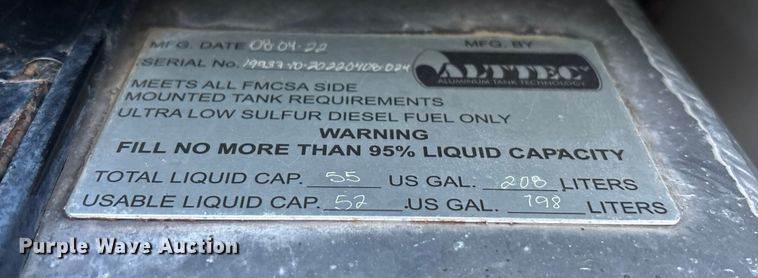 MFG. DATE 08 04-22 MFG. BY
SERIAL No. 19937-70-20220408-024 ALTTEC
ALUMINUM TANK TECHNOLOGY
MEETS ALL FMCSA SIDE
MOUNTED TANK REQUIREMENTS
ULTRA LOW SULFUR DIESEL FUEL ONLY
WARNING
FILL NO MORE THAN 95% LIQUID CAPACITY
TOTAL LIQUID CAP. 55 US GAL. 208 LITERS
USABLE LIQUID CAP. 52 .US GAL. 198 LITERS
Purple Wave Auction